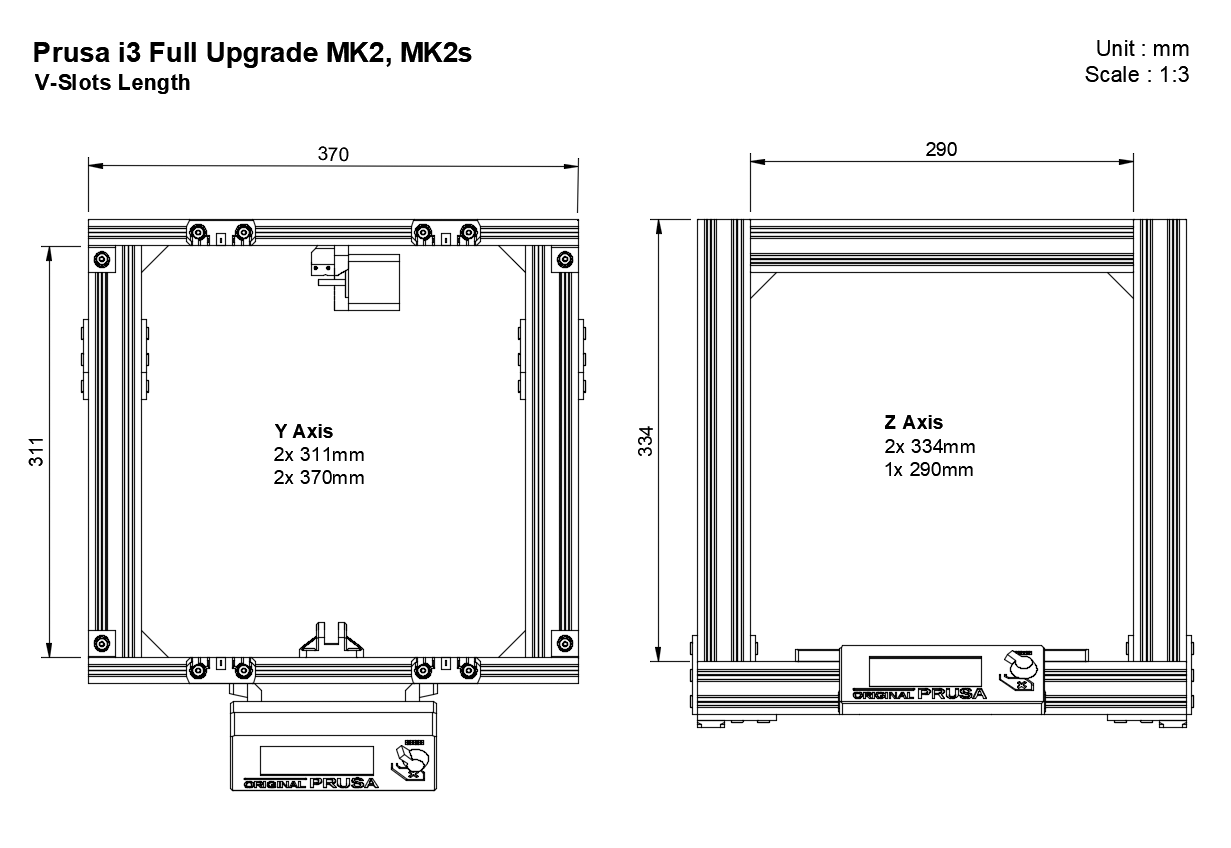 Prusa i3 Full Upgrade MK2, MK2s
V-Slots Length
Unit : mm
Scale : 1:3
370
311
Y Axis
2x 311mm
2x 370mm
ORIGINAL PRUSA
290
334
Z Axis
2x 334mm
1x 290mm
ORIGINAL PRUSA